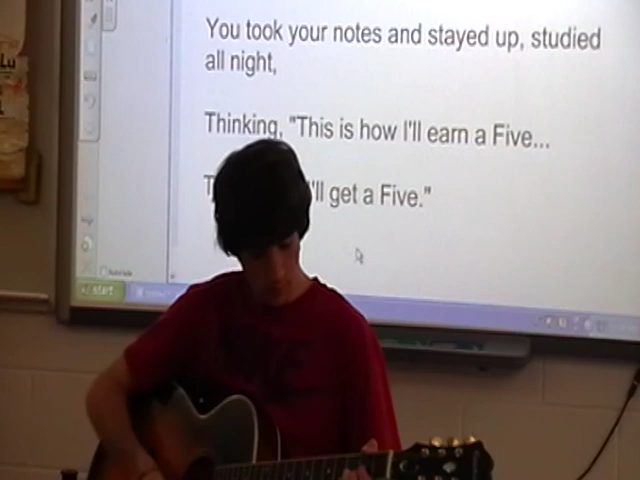 You took your notes and stayed up, studied
all night,
Thinking, "This is how I'll earn a Five...
I'll get a Five."
start